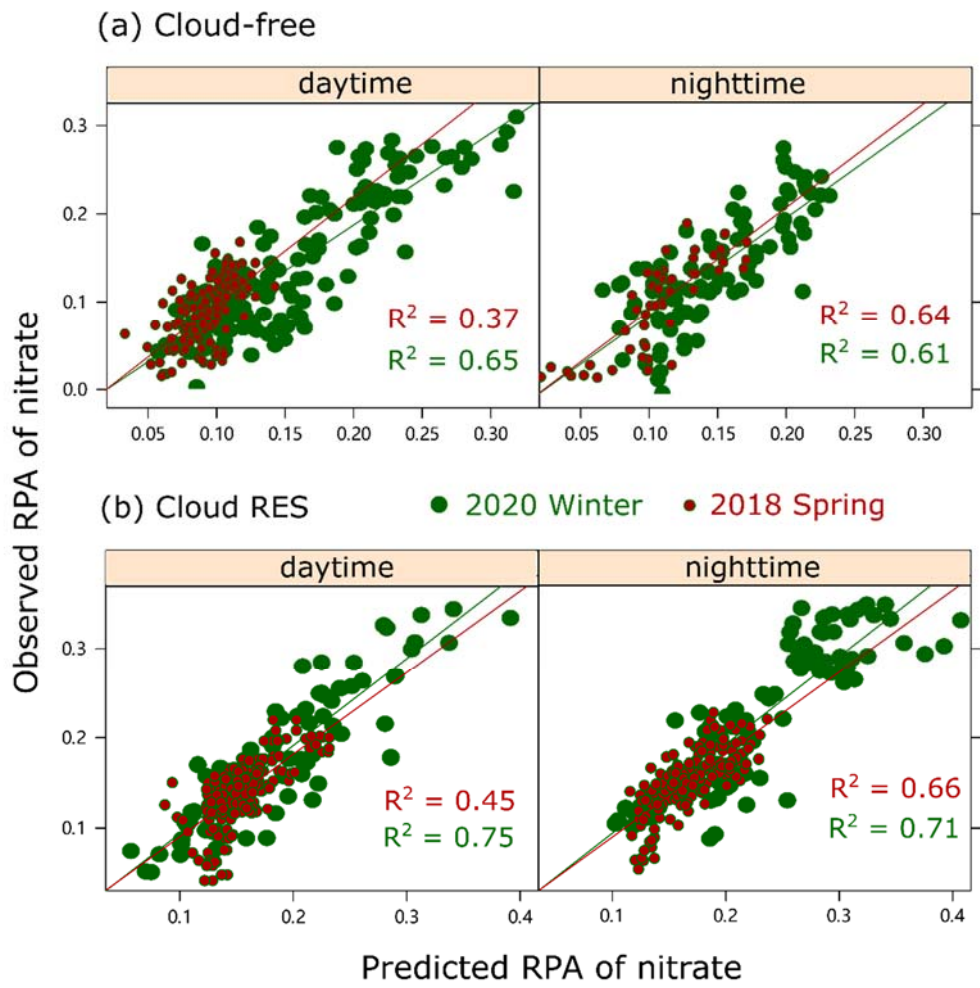 (a) Cloud-free
daytime nighttime
0.3
0.2
0.1
0.0
R² = 0.37
R² = 0.65
R² = 0.64
R² = 0.61
0.05 0.10 0.15 0.20 0.25 0.30
0.05 0.10 0.15 0.20 0.25 0.30
Observed RPA of nitrate
(b) Cloud RES 2020 Winter 2018 Spring
daytime nighttime
0.3
0.2
0.1
R² = 0.45
R² = 0.75
R² = 0.66
R² = 0.71
0.1 0.2 0.3 0.4
0.1 0.2 0.3 0.4
Predicted RPA of nitrate